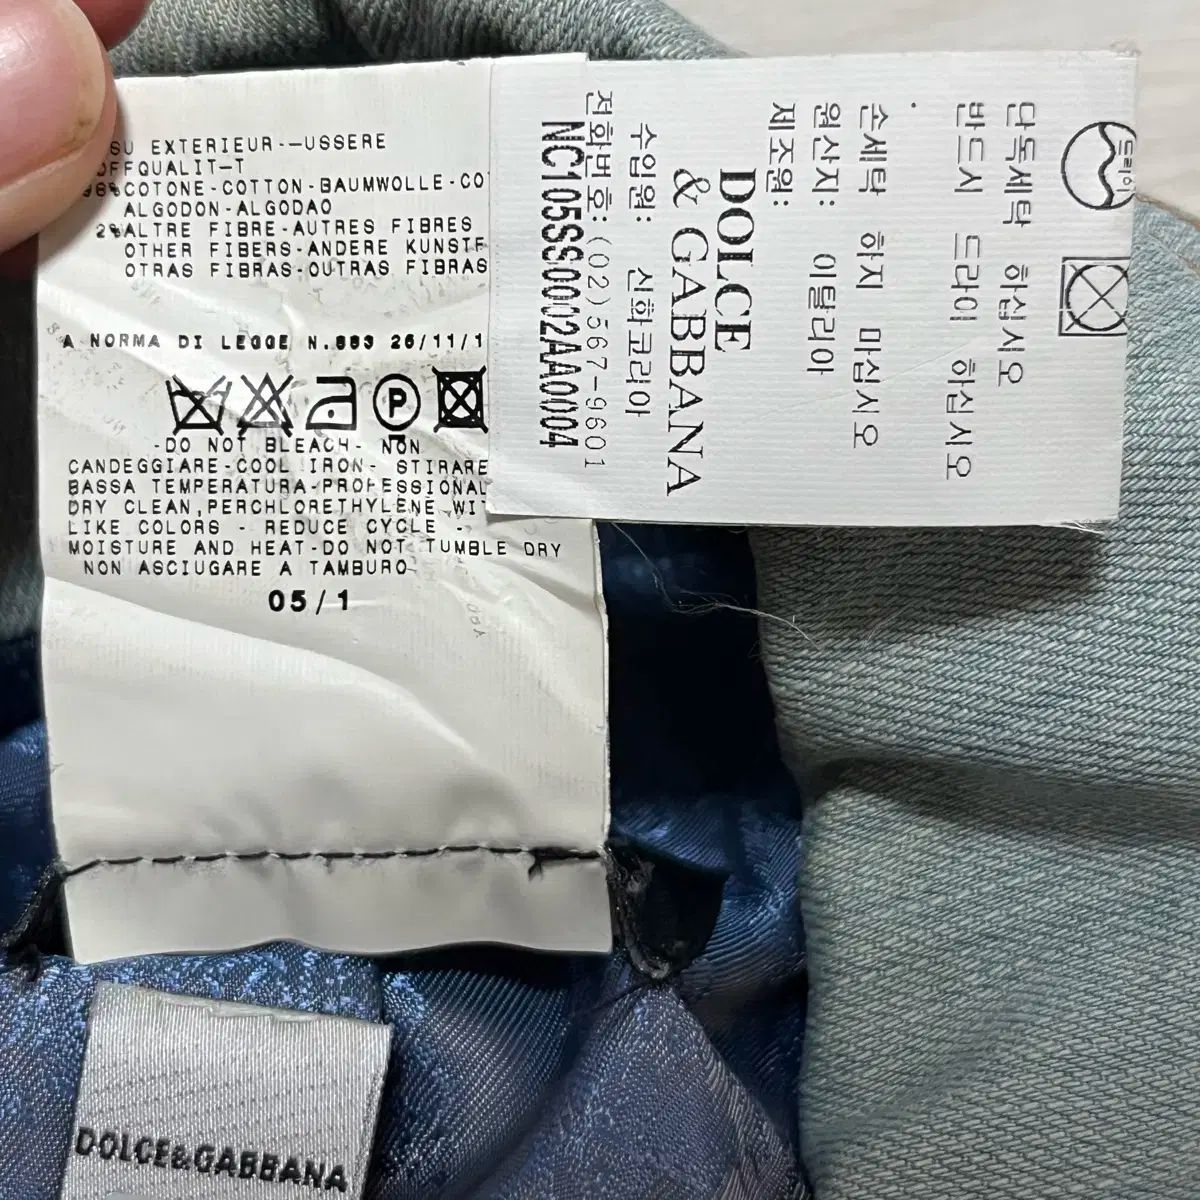 SU EXTERIEUR--USSERE
OFFQUALIT-T
96%COTONE-COTTON-BAUMWOLLE-CO
ALGODON-ALGODAO
2%ALTRE FIBRE-AUTRES FIBRES
OTHER FIBERS-ANDERE KUNSTF
OTRAS FIBRAS-OUTRAS FIBRAS
A NORMA DI LEGGE N.883 26/11/1
P
-DO NOT BLEACH- NON
CANDEGGIARE-COOL IRON- STIRARE
BASSA TEMPERATURA-PROFESSIONAL
DRY CLEAN,PERCHLORETHYLENE WIT
LIKE COLORS - REDUCE CYCLE -
MOISTURE AND HEAT-DO NOT TUMBLE DRY
NON ASCIUGARE A TAMBURO
05/1
드라이
단독세탁 하십시오
반드시 드라이 하십시오
손세탁 하지 마십시오
원산지: 이탈리아
제조원:
DOLCE
& GABBANA
수입원: 신화코리아
전화번호: (02)567-9601
NC105SS0002AA0004
DOLCE&GABBANA